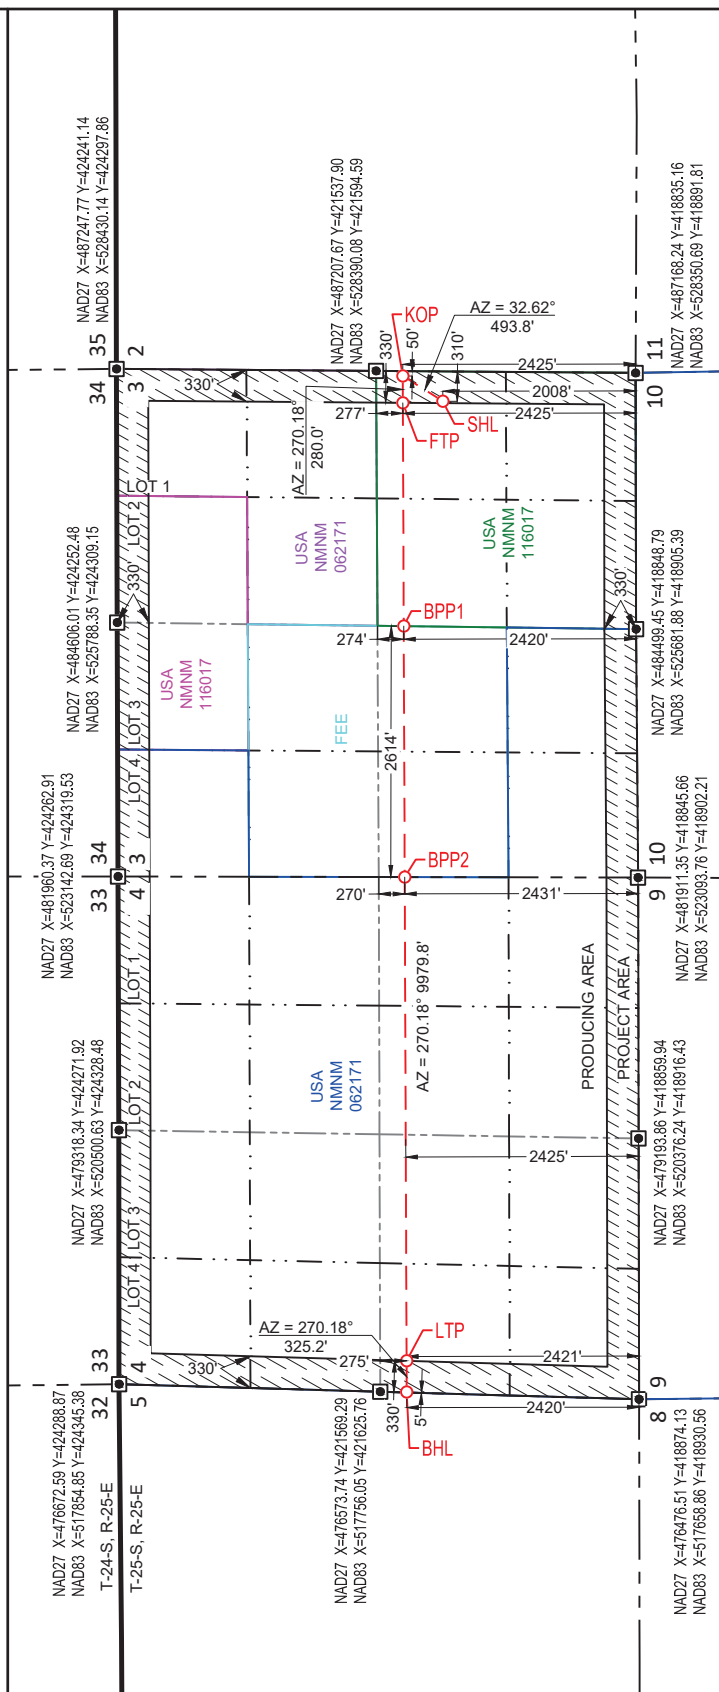 NAD27 X=487247.77 Y=424241.14
NAD83 X=528430.14 Y=424297.86
35
2
34
3
NAD27 X=487207.67 Y=421537.90
NAD83 X=528390.08 Y=421594.59
KOP
330'
50'
AZ = 32.62°
493.8'
310'
2425'
11
10
NAD27 X=487168.24 Y=418835.16
NAD83 X=528350.69 Y=418891.81
330'
2008'
277'
FTP
SHL
2425'
AZ = 270.18°
280.0'
LOT 1
LOT 2
USA
NMNM
062171
USA
NMNM
116017
NAD27 X=484606.01 Y=424252.48
NAD83 X=525788.35 Y=424309.15
330'
330'
BPP1
274'
2420'
NAD27 X=484499.45 Y=418848.79
NAD83 X=525681.88 Y=418905.39
USA
NMNM
116017
LOT 3
LOT 4
FEE
2614'
NAD27 X=481960.37 Y=424262.91
NAD83 X=523142.69 Y=424319.53
34
3
33
4
BPP2
270'
2431'
10
9
NAD27 X=481911.35 Y=418845.66
NAD83 X=523093.76 Y=418902.21
LOT 1
AZ = 270.18° 9979.8'
PRODUCING AREA
PROJECT AREA
NAD27 X=479318.34 Y=424271.92
NAD83 X=520500.63 Y=424328.48
LOT 2
USA
NMNM
062171
2425'
NAD27 X=479193.86 Y=418859.94
NAD83 X=520376.24 Y=418916.43
LOT 3
LOT 4
AZ = 270.18°
325.2'
LTP
275'
2421'
330'
33
4
32
5
330'
5'
BHL
2420'
9
8
NAD27 X=476672.59 Y=424288.87
NAD83 X=517854.85 Y=424345.38
T-24-S, R-25-E
T-25-S, R-25-E
NAD27 X=476573.74 Y=421569.29
NAD83 X=517756.05 Y=421625.76
NAD27 X=476476.51 Y=418874.13
NAD83 X=517658.86 Y=418930.56